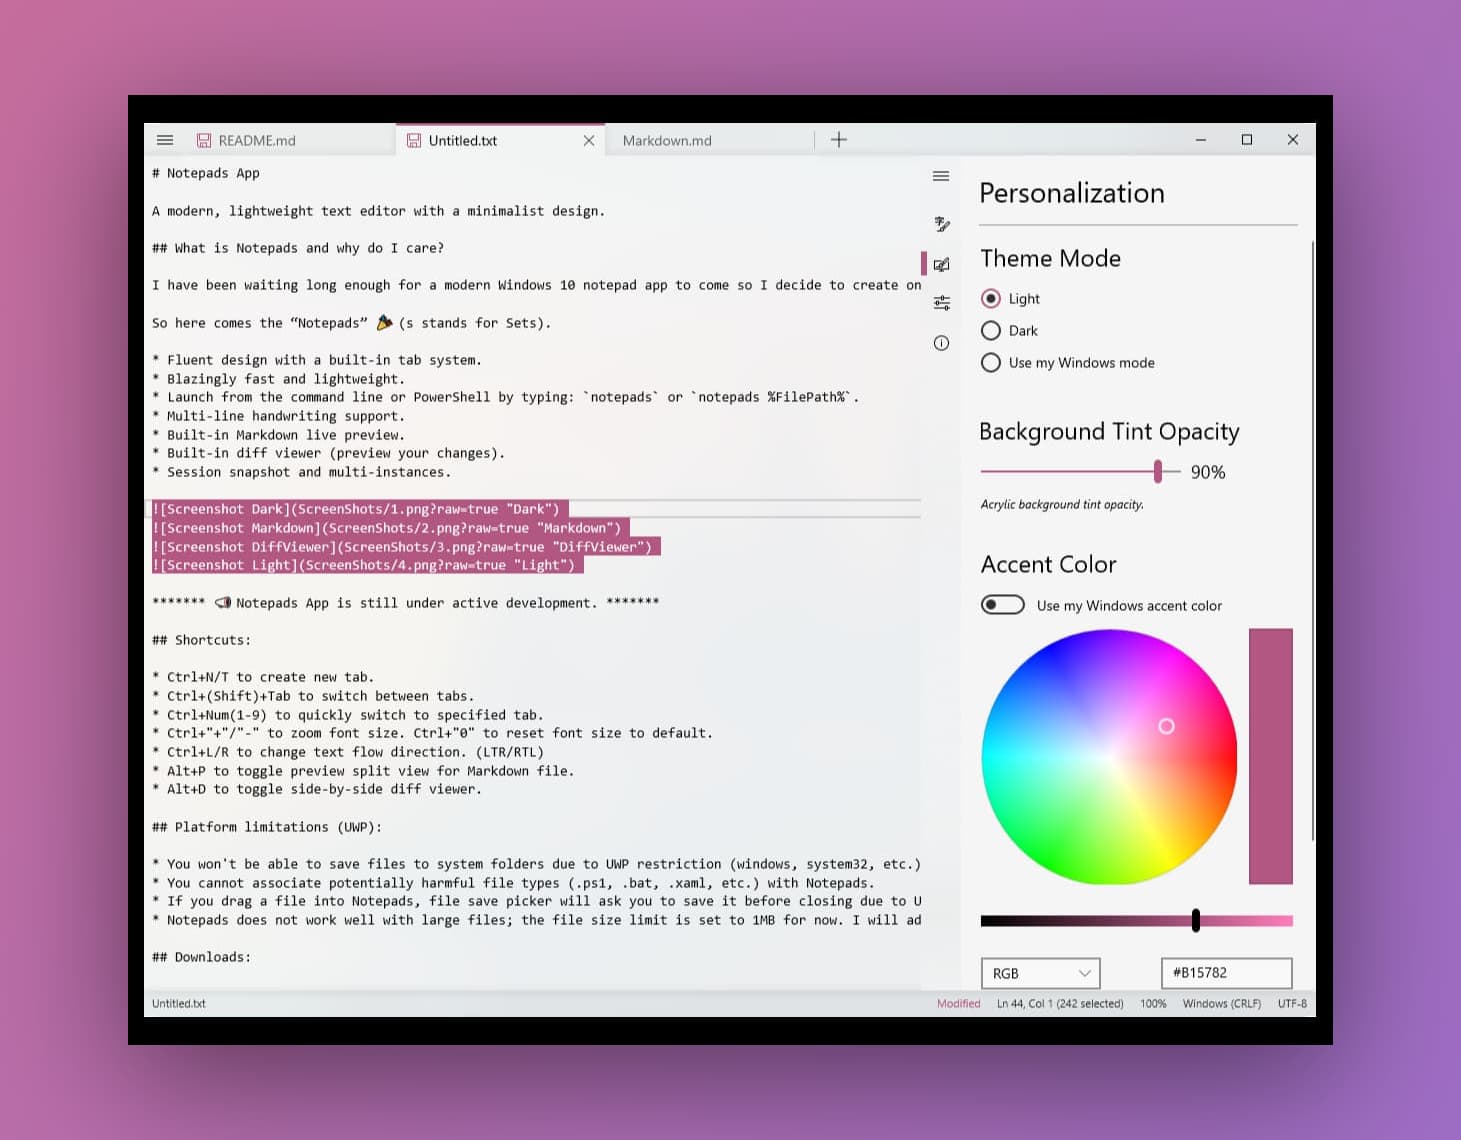 README.md
Untitled.txt
Markdown.md
# Notepads App
A modern, lightweight text editor with a minimalist design.
## What is Notepads and why do I care?
I have been waiting long enough for a modern Windows 10 notepad app to come so I decide to create on
So here comes the “Notepads” 🎉 (s stands for Sets).
* Fluent design with a built-in tab system.
* Blazingly fast and lightweight.
* Launch from the command line or PowerShell by typing: `notepads` or `notepads %FilePath%`.
* Multi-line handwriting support.
* Built-in Markdown live preview.
* Built-in diff viewer (preview your changes).
* Session snapshot and multi-instances.
![Screenshot Dark](ScreenShots/1.png?raw=true "Dark")
![Screenshot Markdown](ScreenShots/2.png?raw=true "Markdown")
![Screenshot DiffViewer](ScreenShots/3.png?raw=true "DiffViewer")
![Screenshot Light](ScreenShots/4.png?raw=true "Light")
******* 📢 Notepads App is still under active development. *******
## Shortcuts:
* Ctrl+N/T to create new tab.
* Ctrl+(Shift)+Tab to switch between tabs.
* Ctrl+Num(1-9) to quickly switch to specified tab.
* Ctrl+"+"/"-" to zoom font size. Ctrl+"0" to reset font size to default.
* Ctrl+L/R to change text flow direction. (LTR/RTL)
* Alt+P to toggle preview split view for Markdown file.
* Alt+D to toggle side-by-side diff viewer.
## Platform limitations (UWP):
* You won't be able to save files to system folders due to UWP restriction (windows, system32, etc.)
* You cannot associate potentially harmful file types (.ps1, .bat, .xaml, etc.) with Notepads.
* If you drag a file into Notepads, file save picker will ask you to save it before closing due to U
* Notepads does not work well with large files; the file size limit is set to 1MB for now. I will ad
## Downloads:
Personalization
Theme Mode
Light
Dark
Use my Windows mode
Background Tint Opacity
90%
Acrylic background tint opacity.
Accent Color
Use my Windows accent color
RGB
#B15782
Untitled.txt
Modified
Ln 44, Col 1 (242 selected)
100%
Windows (CRLF)
UTF-8